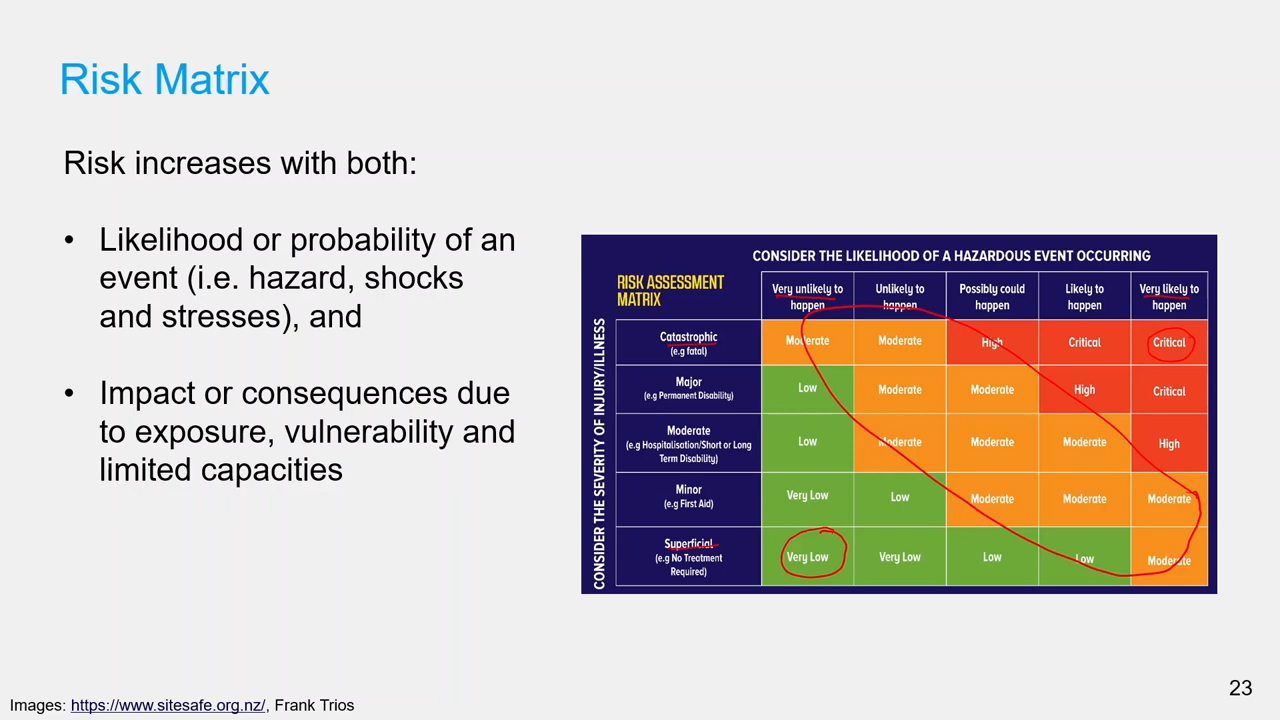 Risk Matrix
Risk increases with both:
• Likelihood or probability of an
event (i.e. hazard, shocks
and stresses), and
• Impact or consequences due
to exposure, vulnerability and
limited capacities
CONSIDER THE LIKELIHOOD OF A HAZARDOUS EVENT OCCURRING
RISK ASSESSMENT
MATRIX
Very unlikely to
happen
Unlikely to
happen
Possibly could
happen
Likely to
happen
Very likely to
happen
CONSIDER THE SEVERITY OF INJURY/ILLNESS
Catastrophic
(e.g fatal)
Moderate
Moderate
High
Critical
Critical
Major
(e.g Permanent Disability)
Low
Moderate
Moderate
High
Critical
Moderate
(e.g Hospitalisation/Short or Long
Term Disability)
Low
Moderate
Moderate
Moderate
High
Minor
(e.g First Aid)
Very Low
Low
Moderate
Moderate
Moderate
Superficial
(e.g No Treatment
Required)
Very Low
Very Low
Low
Low
Moderate
23
Images: https://www.sitesafe.org.nz/, Frank Trios